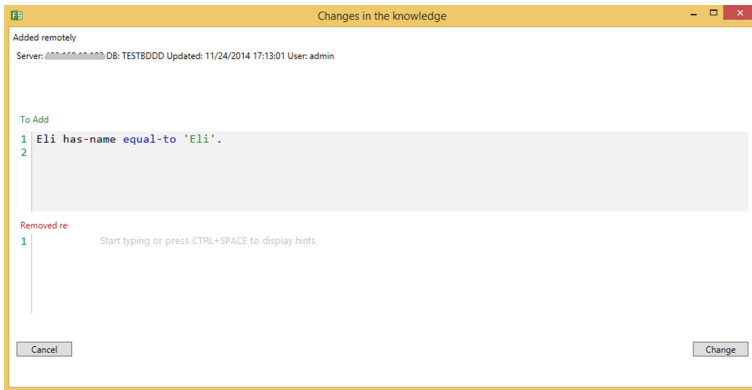 FE
Changes in the knowledge
Added remotely
Server: DB: TESTBDDD Updated: 11/24/2014 17:13:01 User: admin
To Add
1 Eli has-name equal-to 'Eli'.
2
Removed re
1 Start typing or press CTRL+SPACE to display hints
Cancel Change